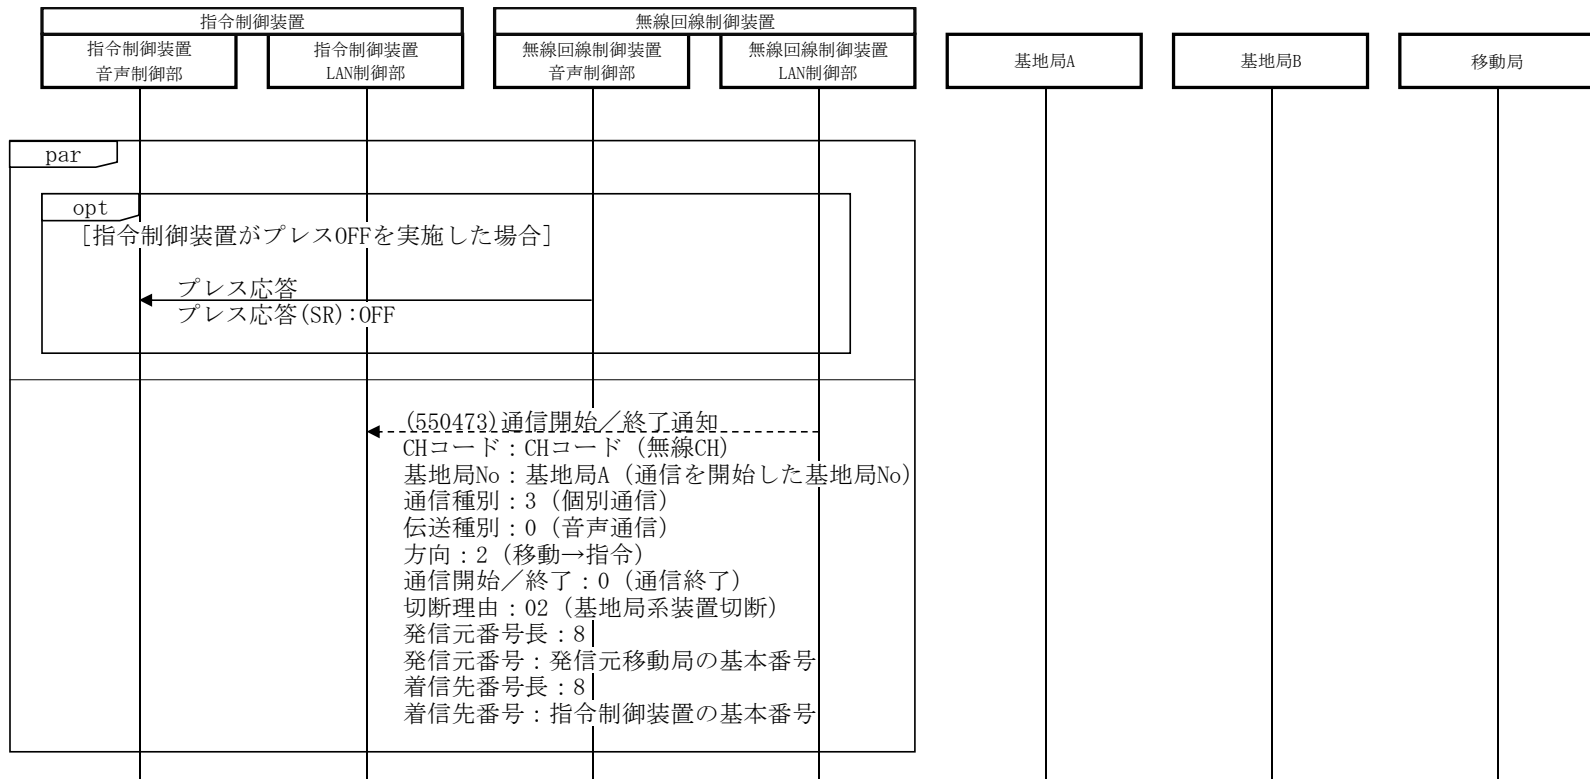 指令制御装置
無線回線制御装置
指令制御装置
音声制御部
指令制御装置
LAN制御部
無線回線制御装置
音声制御部
無線回線制御装置
LAN制御部
基地局A
基地局B
移動局
par
opt
[指令制御装置がプレスOFFを実施した場合]
プレス応答
プレス応答(SR):OFF
(550473)通信開始／終了通知
CHコード：CHコード（無線CH）
基地局No：基地局A（通信を開始した基地局No）
通信種別：3（個別通信）
伝送種別：0（音声通信）
方向：2（移動→指令）
通信開始／終了：0（通信終了）
切断理由：02（基地局系装置切断）
発信元番号長：8
発信元番号：発信元移動局の基本番号
着信先番号長：8
着信先番号：指令制御装置の基本番号